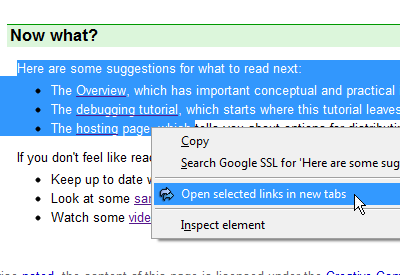 Now what?
Here are some suggestions for what to read next:
The Overview, which has important conceptual and practical
The debugging tutorial, which starts where this tutorial leaves
The hosting page, which tells you about options for distributi
Copy
Search Google SSL for 'Here are some sug
If you don't feel like read
Open selected links in new tabs
Keep up to date w
Look at some sam
Inspect element
Watch some vide
noted, the content of this page is licensed under the Creative Com